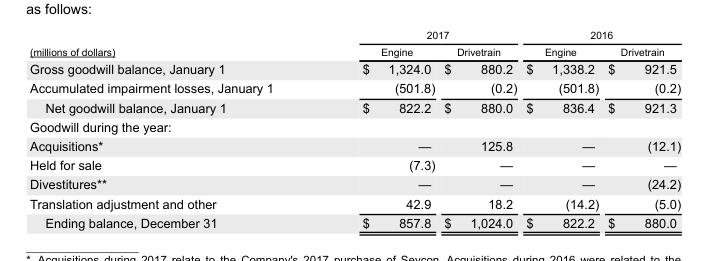 as follows:
2017 2016
(millions of dollars) Engine Drivetrain Engine Drivetrain
Gross goodwill balance, January 1 $ 1,324.0 $ 880.2 $ 1,338.2 $ 921.5
Accumulated impairment losses, January 1 (501.8) (0.2) (501.8) (0.2)
Net goodwill balance, January 1 $ 822.2 $ 880.0 $ 836.4 $ 921.3
Goodwill during the year:
Acquisitions* — 125.8 — (12.1)
Held for sale (7.3) — — —
Divestitures** — — — (24.2)
Translation adjustment and other 42.9 18.2 (14.2) (5.0)
Ending balance, December 31 $ 857.8 $ 1,024.0 $ 822.2 $ 880.0
* Acquisitions during 2017 relate to the Company's 2017 purchase of Sevcon. Acquisitions during 2016 were related to the